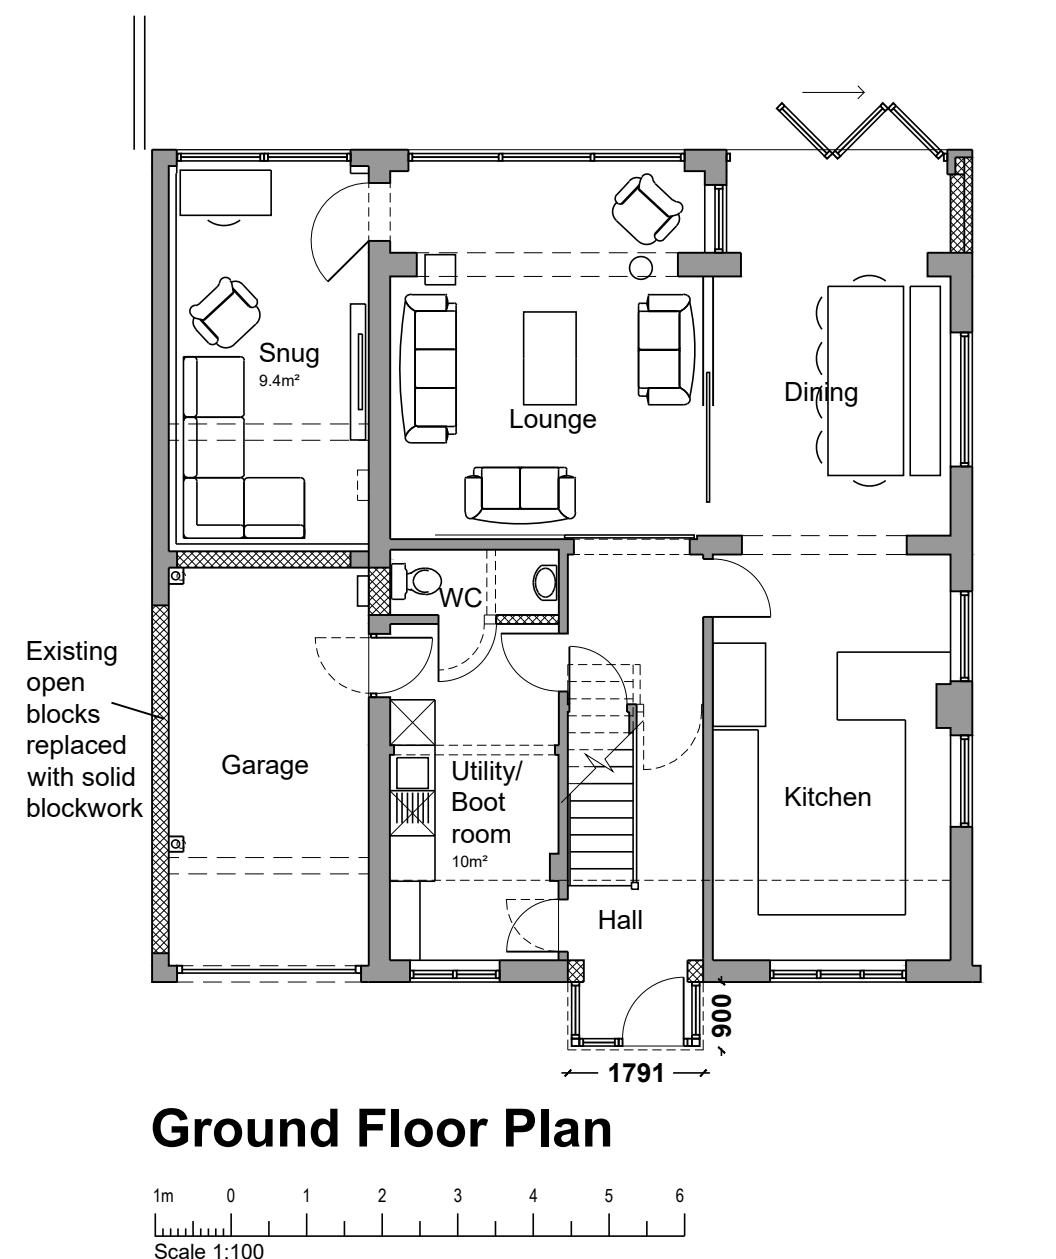 Snug
9.4m²
Lounge
Dining
WC
Existing
open
blocks
replaced
with solid
blockwork
Garage
Utility/
Boot
room
10m²
Kitchen
Hall
900
1791
Ground Floor Plan
1m 0 1 2 3 4 5 6
Scale 1:100